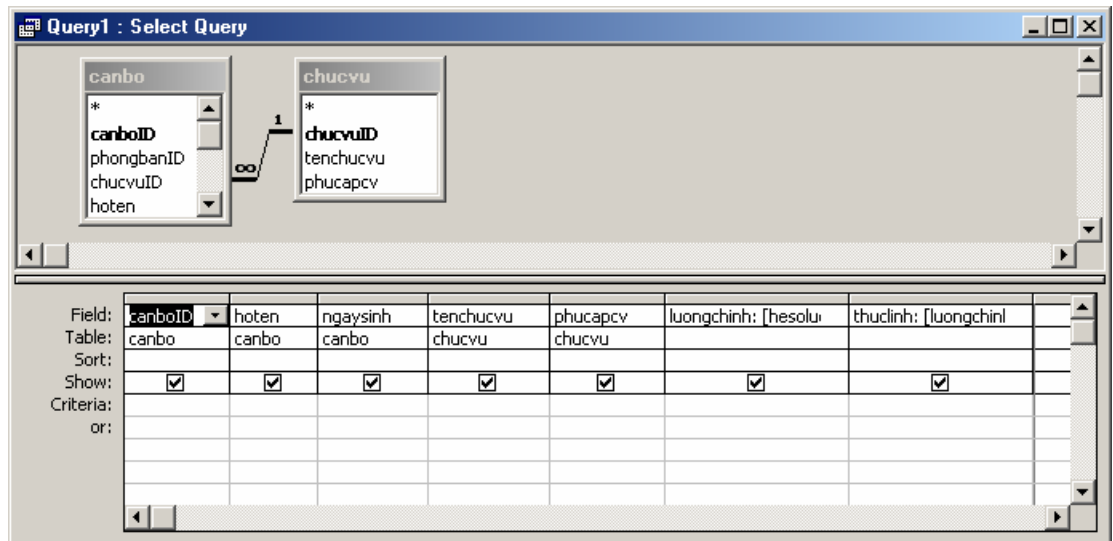 Query1 : Select Query
canbo
*
canboID
phongbanID
chucvuID
hoten
∞
1
chucvu
*
chucvuID
tenchucvu
phucapcv
Field: canboID hoten ngaysinh tenchucvu phucapcv luongchinh: [hesolu thuclinh: [luongchinl
Table: canbo canbo canbo chucvu chucvu
Sort:
Show:
Criteria:
or: